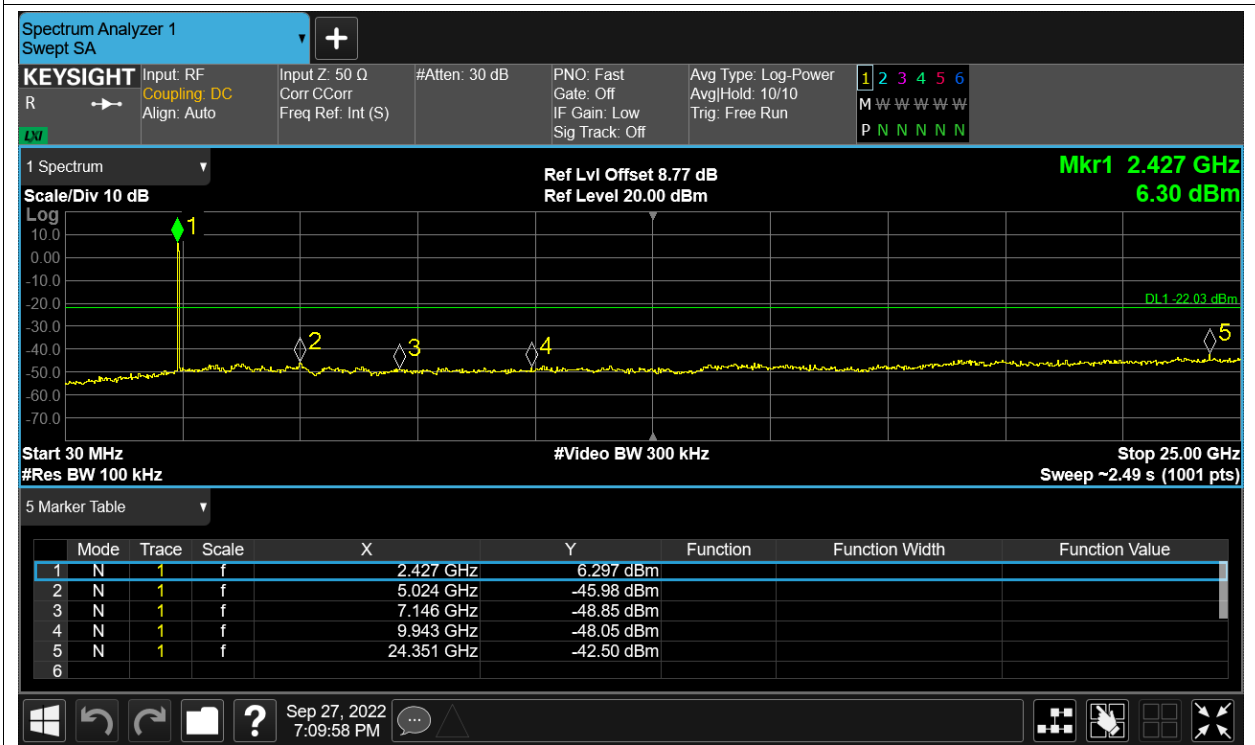 Spectrum Analyzer 1
Swept SA
KEYSIGHT Input: RF Input Z: 50 Ω #Atten: 30 dB PNO: Fast Avg Type: Log-Power 1 2 3 4 5 6
R Coupling: DC Corr CCorr Gate: Off Avg|Hold: 10/10 M W W W W W
Align: Auto Freq Ref: Int (S) IF Gain: Low Trig: Free Run
LXI Sig Track: Off P N N N N N
1 Spectrum Ref Lvl Offset 8.77 dB Mkr1 2.427 GHz
Scale/Div 10 dB Ref Level 20.00 dBm 6.30 dBm
Log
1
10.0
0.00
-10.0
-20.0 DL1 -22.03 dBm
-30.0
2 3 4 5
-40.0
-50.0
-60.0
-70.0
Start 30 MHz #Video BW 300 kHz Stop 25.00 GHz
#Res BW 100 kHz Sweep ~2.49 s (1001 pts)
5 Marker Table
Mode Trace Scale X Y Function Function Width Function Value
1 N 1 f 2.427 GHz 6.297 dBm
2 N 1 f 5.024 GHz -45.98 dBm
3 N 1 f 7.146 GHz -48.85 dBm
4 N 1 f 9.943 GHz -48.05 dBm
5 N 1 f 24.351 GHz -42.50 dBm
6
? Sep 27, 2022
7:09:58 PM